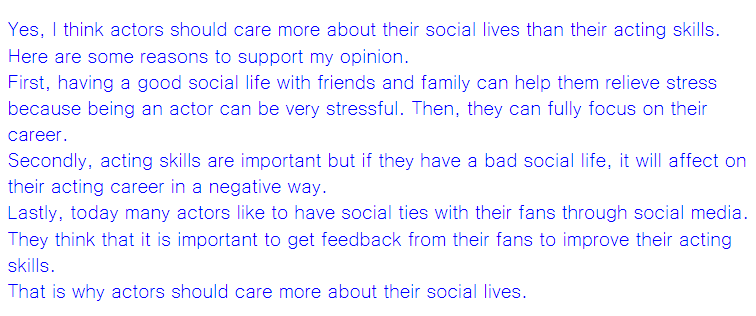 Yes, I think actors should care more about their social lives than their acting skills.
Here are some reasons to support my opinion.
First, having a good social life with friends and family can help them relieve stress
because being an actor can be very stressful. Then, they can fully focus on their
career.
Secondly, acting skills are important but if they have a bad social life, it will affect on
their acting career in a negative way.
Lastly, today many actors like to have social ties with their fans through social media.
They think that it is important to get feedback from their fans to improve their acting
skills.
That is why actors should care more about their social lives.